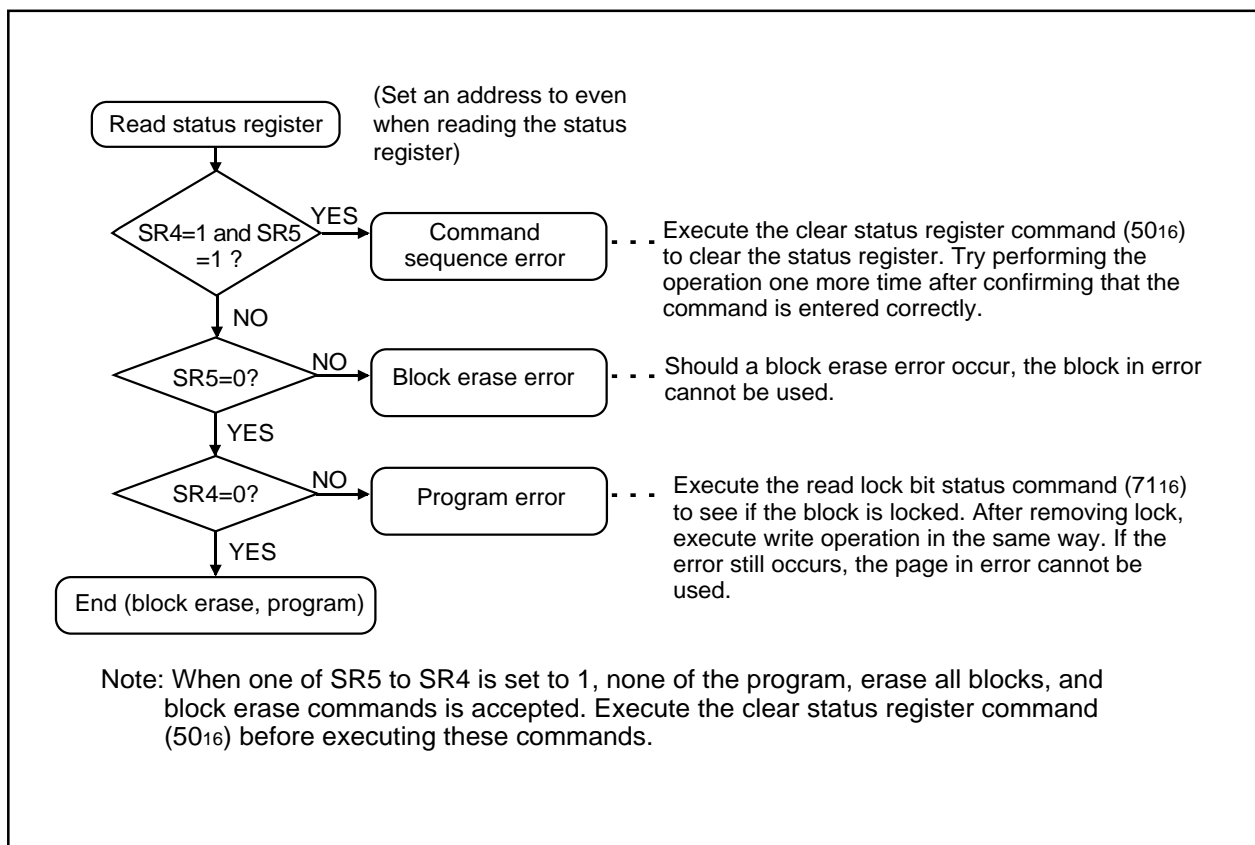 Read status register
(Set an address to even
when reading the status
register)
SR4=1 and SR5
=1 ?
YES
Command
sequence error
Execute the clear status register command (5016)
to clear the status register. Try performing the
operation one more time after confirming that the
command is entered correctly.
NO
SR5=0?
NO
Block erase error
Should a block erase error occur, the block in error
cannot be used.
YES
SR4=0?
NO
Program error
Execute the read lock bit status command (7116)
to see if the block is locked. After removing lock,
execute write operation in the same way. If the
error still occurs, the page in error cannot be
used.
YES
End (block erase, program)
Note: When one of SR5 to SR4 is set to 1, none of the program, erase all blocks, and
block erase commands is accepted. Execute the clear status register command
(5016) before executing these commands.